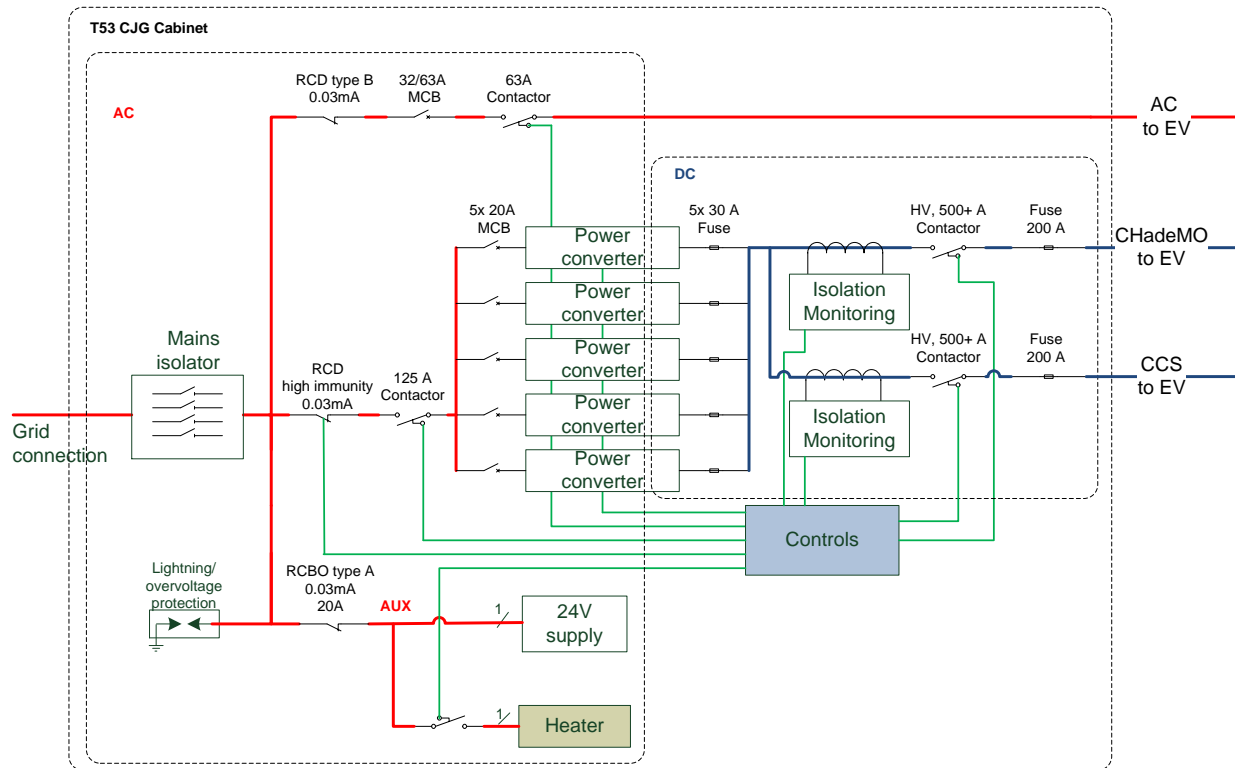 T53 CJG Cabinet
AC
RCD type B
0.03mA
32/63A
MCB
63A
Contactor
AC
to EV
DC
5x 20A
MCB
Power
converter
5x 30 A
Fuse
HV, 500+ A
Contactor
Fuse
200 A
CHadeMO
to EV
Isolation
Monitoring
Power
converter
Mains
isolator
Power
converter
HV, 500+ A
Contactor
Fuse
200 A
CCS
to EV
RCD
high immunity
0.03mA
125 A
Contactor
Power
converter
Isolation
Monitoring
Grid
connection
Power
converter
Controls
Lightning/
overvoltage
protection
RCBO type A
0.03mA
20A
AUX
1
24V
supply
1
Heater